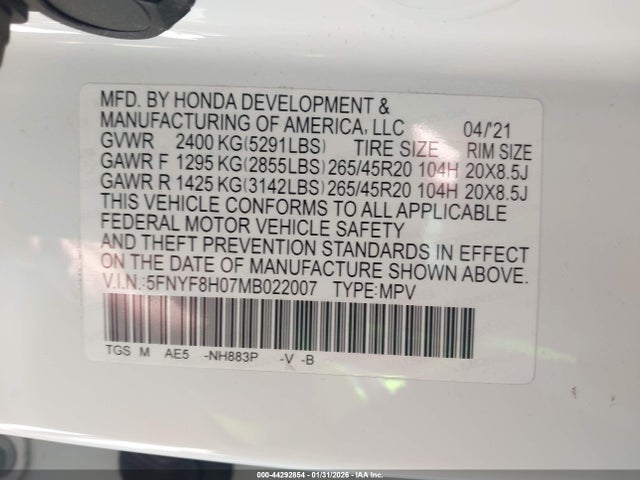 MFD. BY HONDA DEVELOPMENT &
MANUFACTURING OF AMERICA, LLC 04/'21
GVWR 2400 KG(5291LBS) TIRE SIZE RIM SIZE
GAWR F 1295 KG(2855LBS) 265/45R20 104H 20X8.5J
GAWR R 1425 KG(3142LBS) 265/45R20 104H 20X8.5J
THIS VEHICLE CONFORMS TO ALL APPLICABLE
FEDERAL MOTOR VEHICLE SAFETY
AND THEFT PREVENTION STANDARDS IN EFFECT
ON THE DATE OF MANUFACTURE SHOWN ABOVE.
V.I.N.:5FNYF8H07MB022007 TYPE:MPV
TGS M AE5 -NH883P -V -B
© 000-44292854 | 01/31/2026 - IAA Inc.